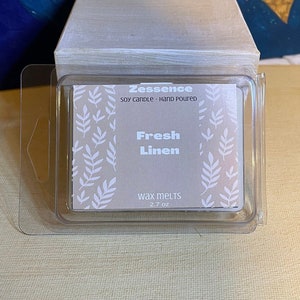 Zessence
Soy Candle - Hand Poured
Fresh
Linen
Wax Melts
2.7 oz